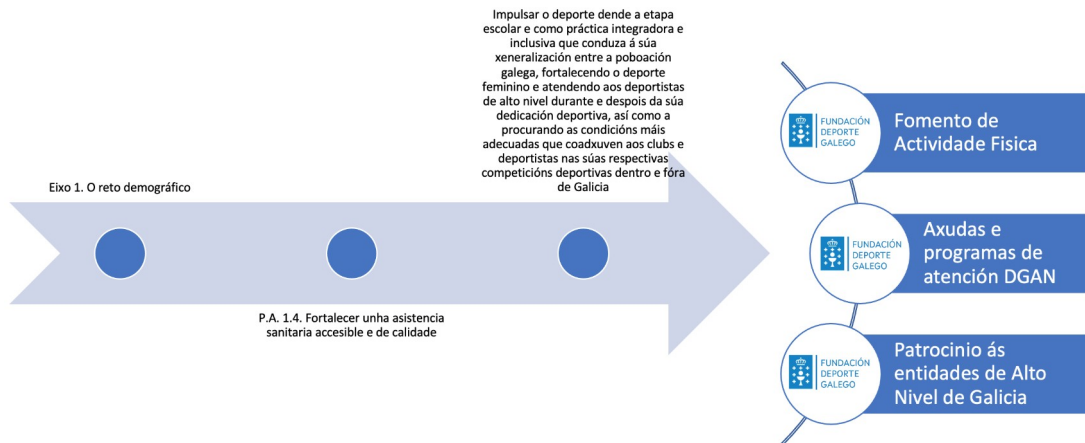 Impulsar o deporte dende a etapa
escolar e como práctica integradora e
inclusiva que conduza á súa
xeneralización entre a poboación
galega, fortalecendo o deporte
feminino e atendendo aos deportistas
de alto nivel durante e despois da súa
dedicación deportiva, así como a
procurando as condicións máis
adecuadas que coadxuven aos clubs e
deportistas nas súas respectivas
competicións deportivas dentro e fóra
de Galicia
Eixo 1. O reto demográfico
P.A. 1.4. Fortalecer unha asistencia
sanitaria accesible e de calidade
FUNDACIÓN
DEPORTE
GALEGO
Fomento de
Actividade Fisica
FUNDACIÓN
DEPORTE
GALEGO
Axudas e
programas de
atención DGAN
FUNDACIÓN
DEPORTE
GALEGO
Patrocinio ás
entidades de Alto
Nivel de Galicia